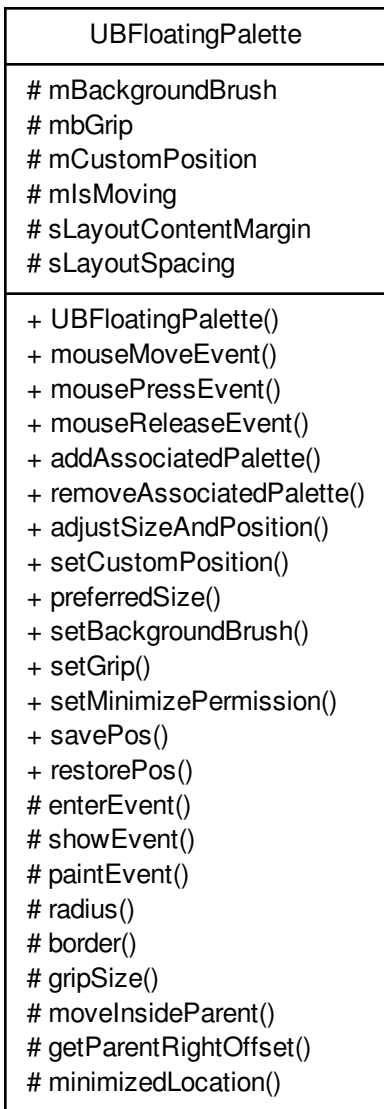 UBFloatingPalette
# mBackgroundBrush
# mbGrip
# mCustomPosition
# mIsMoving
# sLayoutContentMargin
# sLayoutSpacing
+ UBFloatingPalette()
+ mouseMoveEvent()
+ mousePressEvent()
+ mouseReleaseEvent()
+ addAssociatedPalette()
+ removeAssociatedPalette()
+ adjustSizeAndPosition()
+ setCustomPosition()
+ preferredSize()
+ setBackgroundBrush()
+ setGrip()
+ setMinimizePermission()
+ savePos()
+ restorePos()
# enterEvent()
# showEvent()
# paintEvent()
# radius()
# border()
# gripSize()
# moveInsideParent()
# getParentRightOffset()
# minimizedLocation()